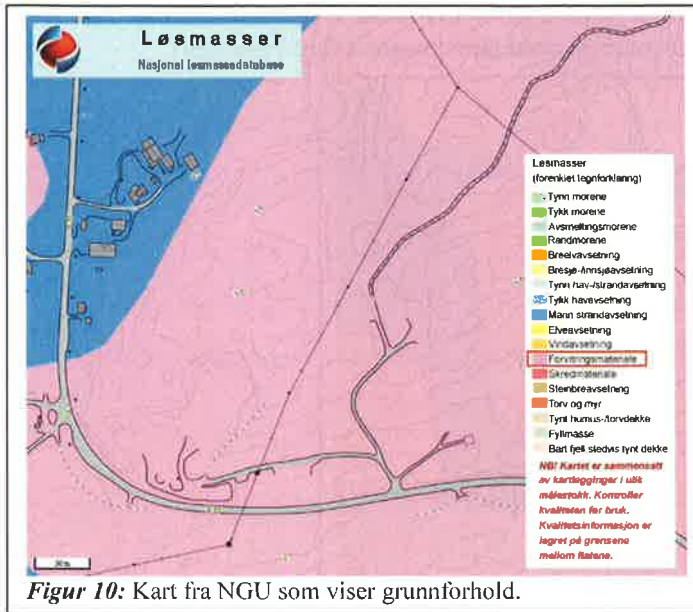 Løsmasser
Nasjonal løsmassedatabase
Løsmasser
(forenklet tegnforklaring)
Tynn morene
Tykk morene
Avsmeltingsmorene
Randmorene
Breelvavsetning
Bresjø-/innsjøavsetning
Tynn hav-/strandavsetning
Tykk havavsetning
Marin strandavsetning
Elveavsetning
Vindavsetning
Forvitringsmateriale
Skredmateriale
Steinbreavsetning
Torv og myr
Tynt humus-/torvdekke
Fyllmasse
Bart fjell stedvis tynt dekke
NB! Kartet er sammensatt
av kartlegginger i ulik
målestokk. Kontroller
kvaliteten før bruk.
Kvalitetsinformasjon er
lagret på grensene
mellom flatene.
Figur 10: Kart fra NGU som viser grunnforhold.